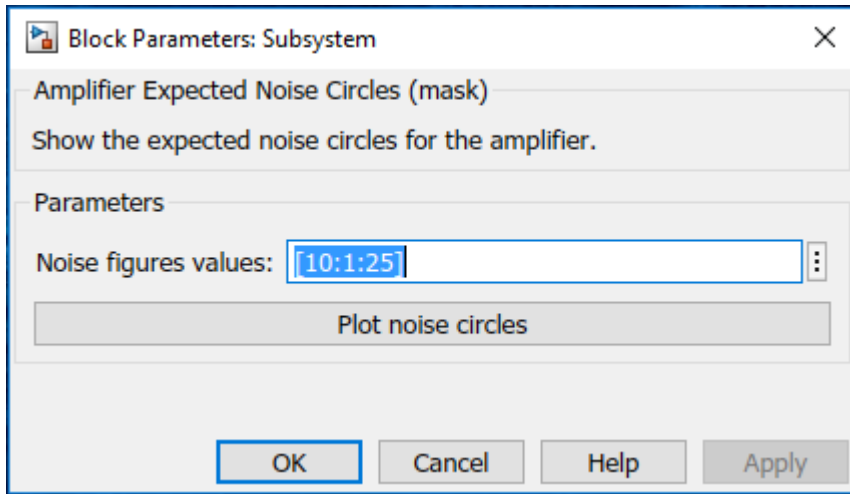 Block Parameters: Subsystem
Amplifier Expected Noise Circles (mask)
Show the expected noise circles for the amplifier.
Parameters
Noise figures values: [10:1:25]
Plot noise circles
OK Cancel Help Apply